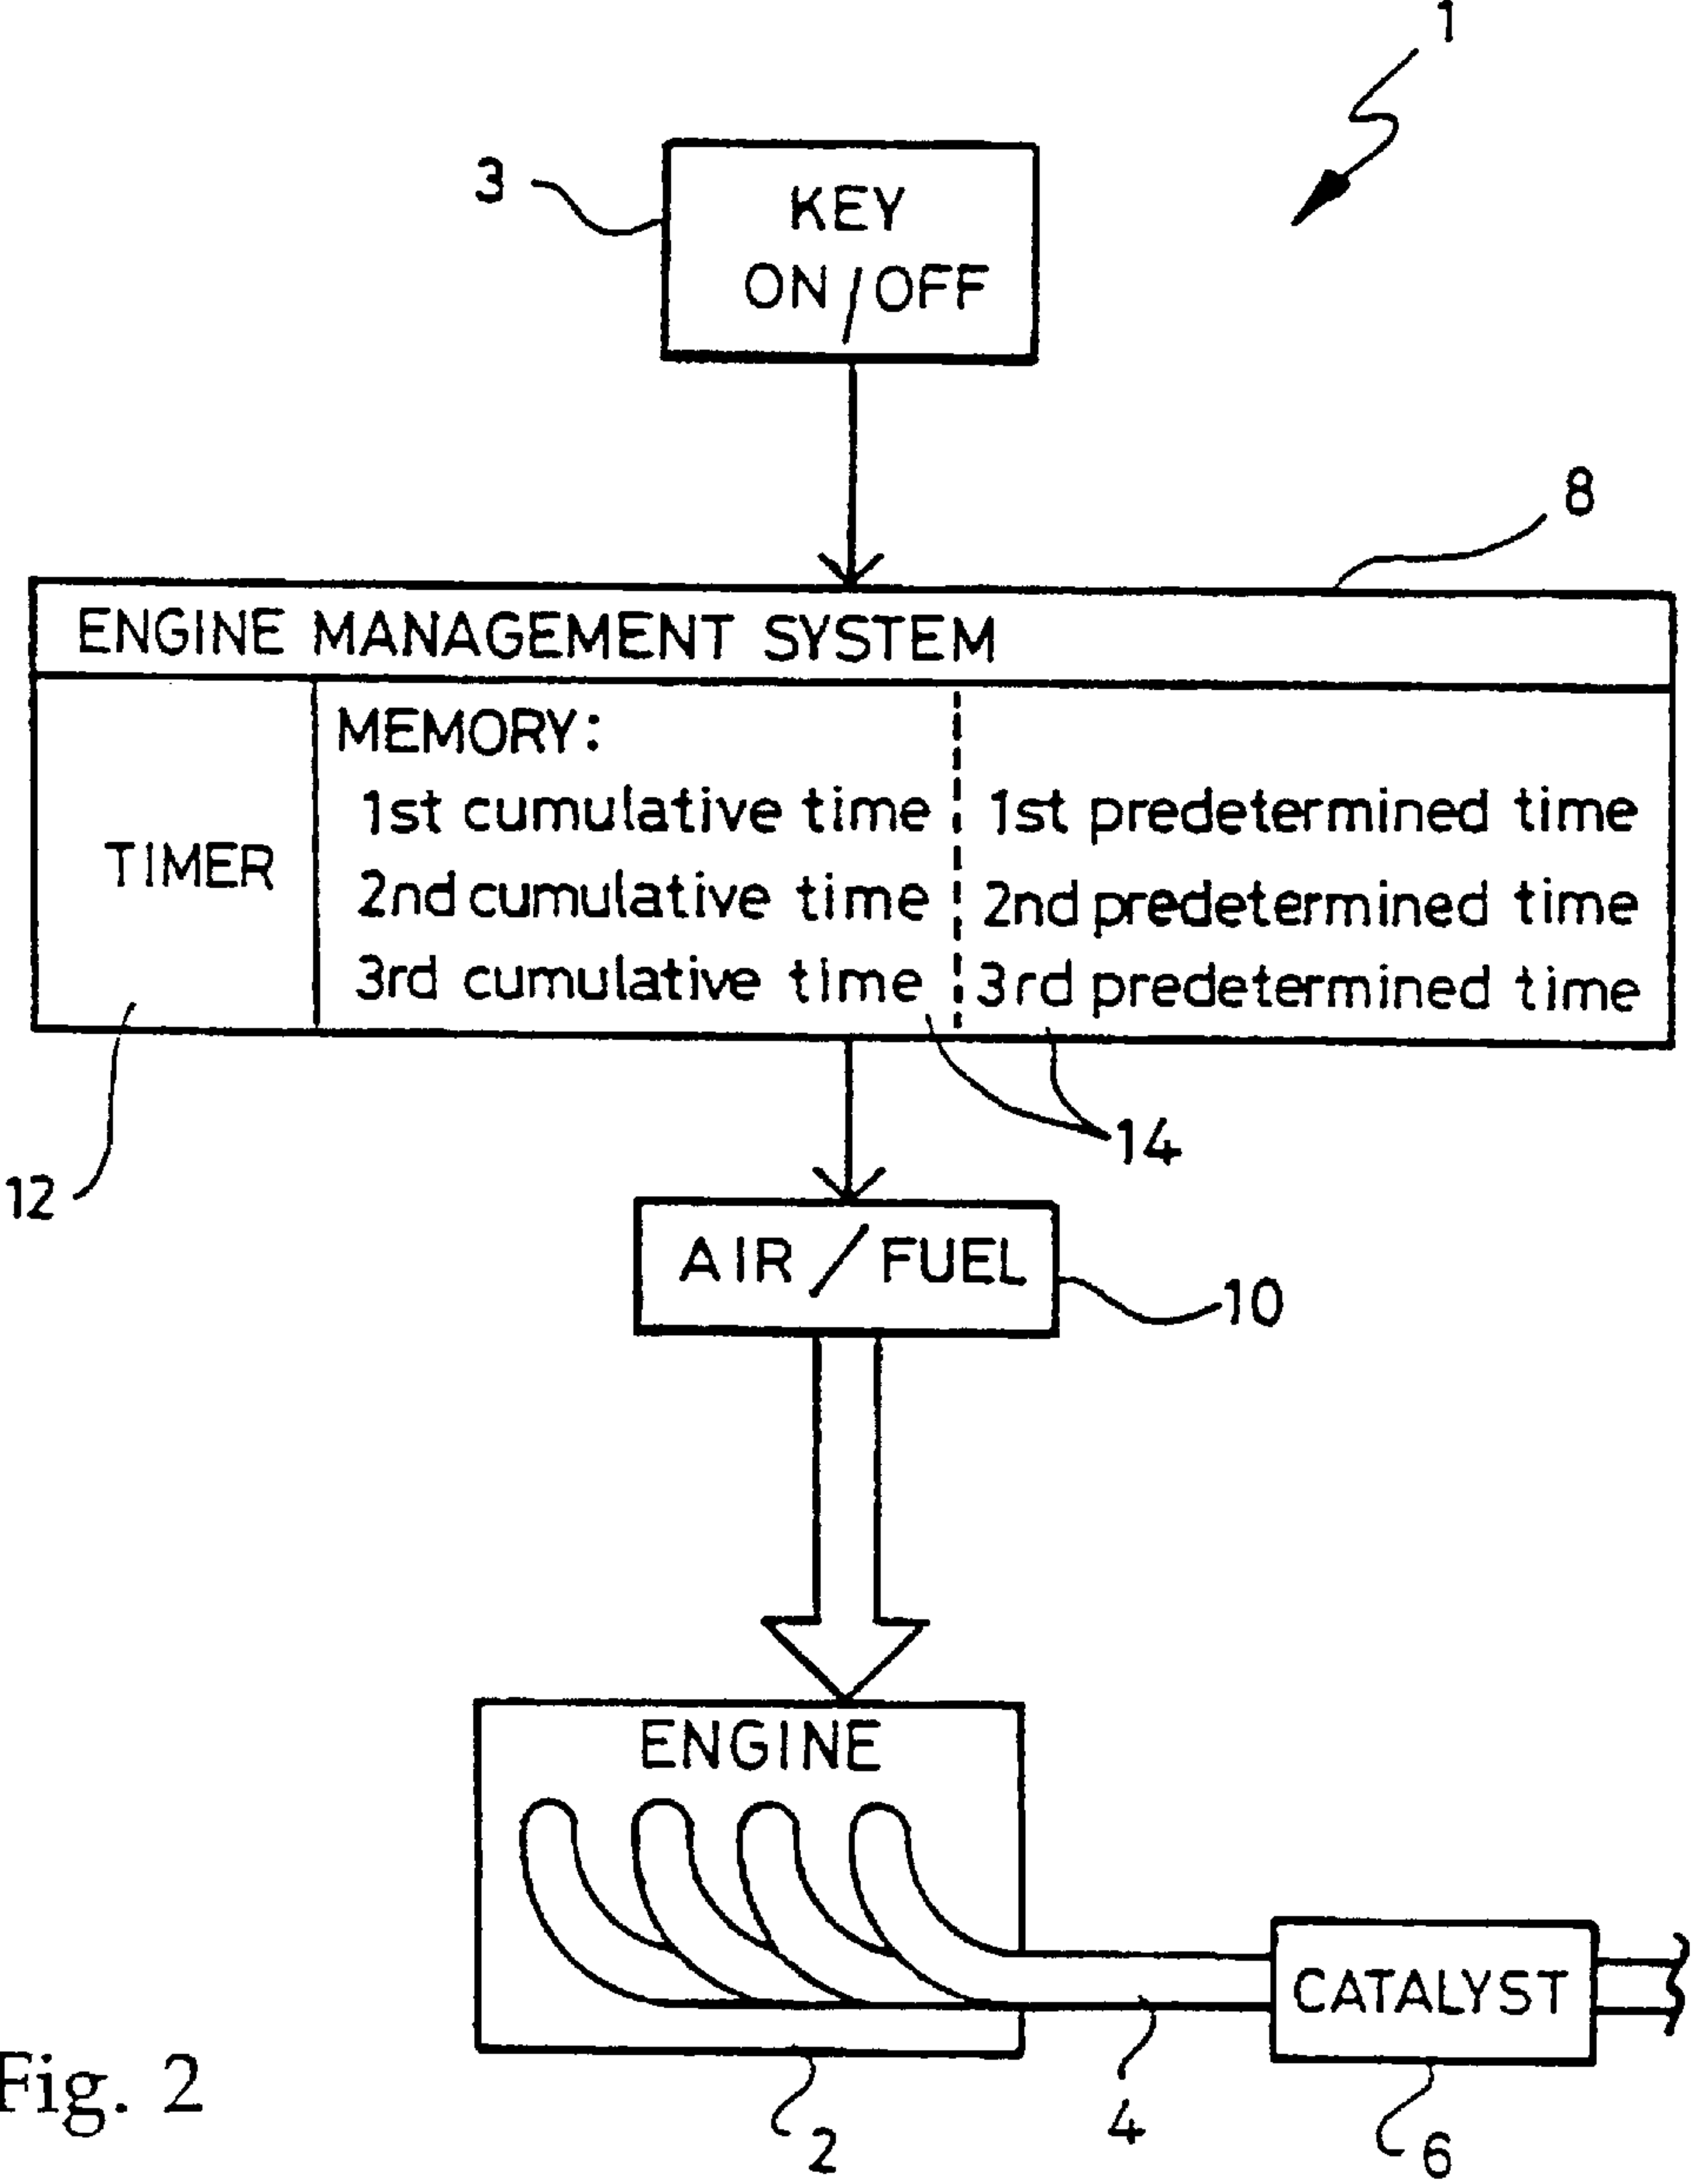 1
3
KEY
ON/OFF
8
ENGINE MANAGEMENT SYSTEM
MEMORY:
1st cumulative time 1st predetermined time
TIMER
2nd cumulative time 2nd predetermined time
3rd cumulative time 3rd predetermined time
14
12
AIR/FUEL
10
ENGINE
CATALYST
Fig. 2
2
4
6